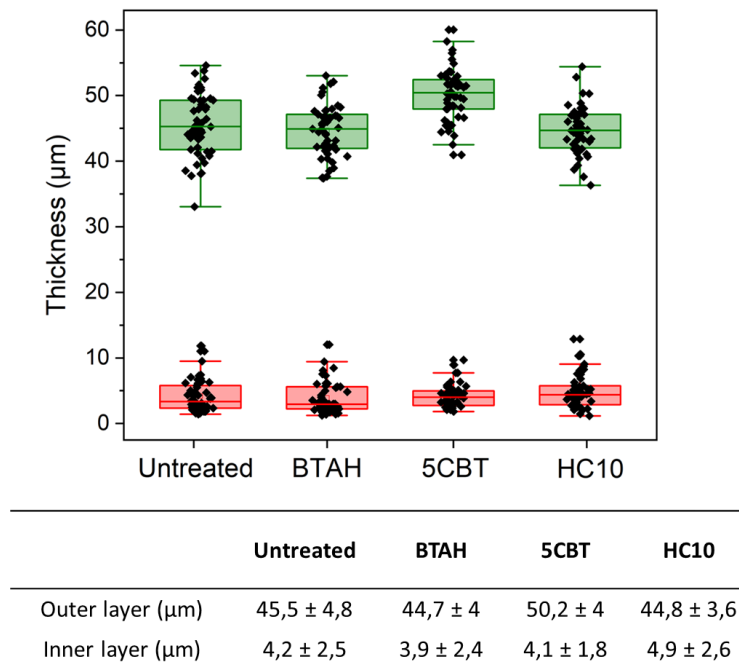 Thickness (μm)
60
50
40
30
20
10
0
Untreated BTAH 5CBT HC10
Untreated BTAH 5CBT HC10
Outer layer (μm) 45,5 ± 4,8 44,7 ± 4 50,2 ± 4 44,8 ± 3,6
Inner layer (μm) 4,2 ± 2,5 3,9 ± 2,4 4,1 ± 1,8 4,9 ± 2,6